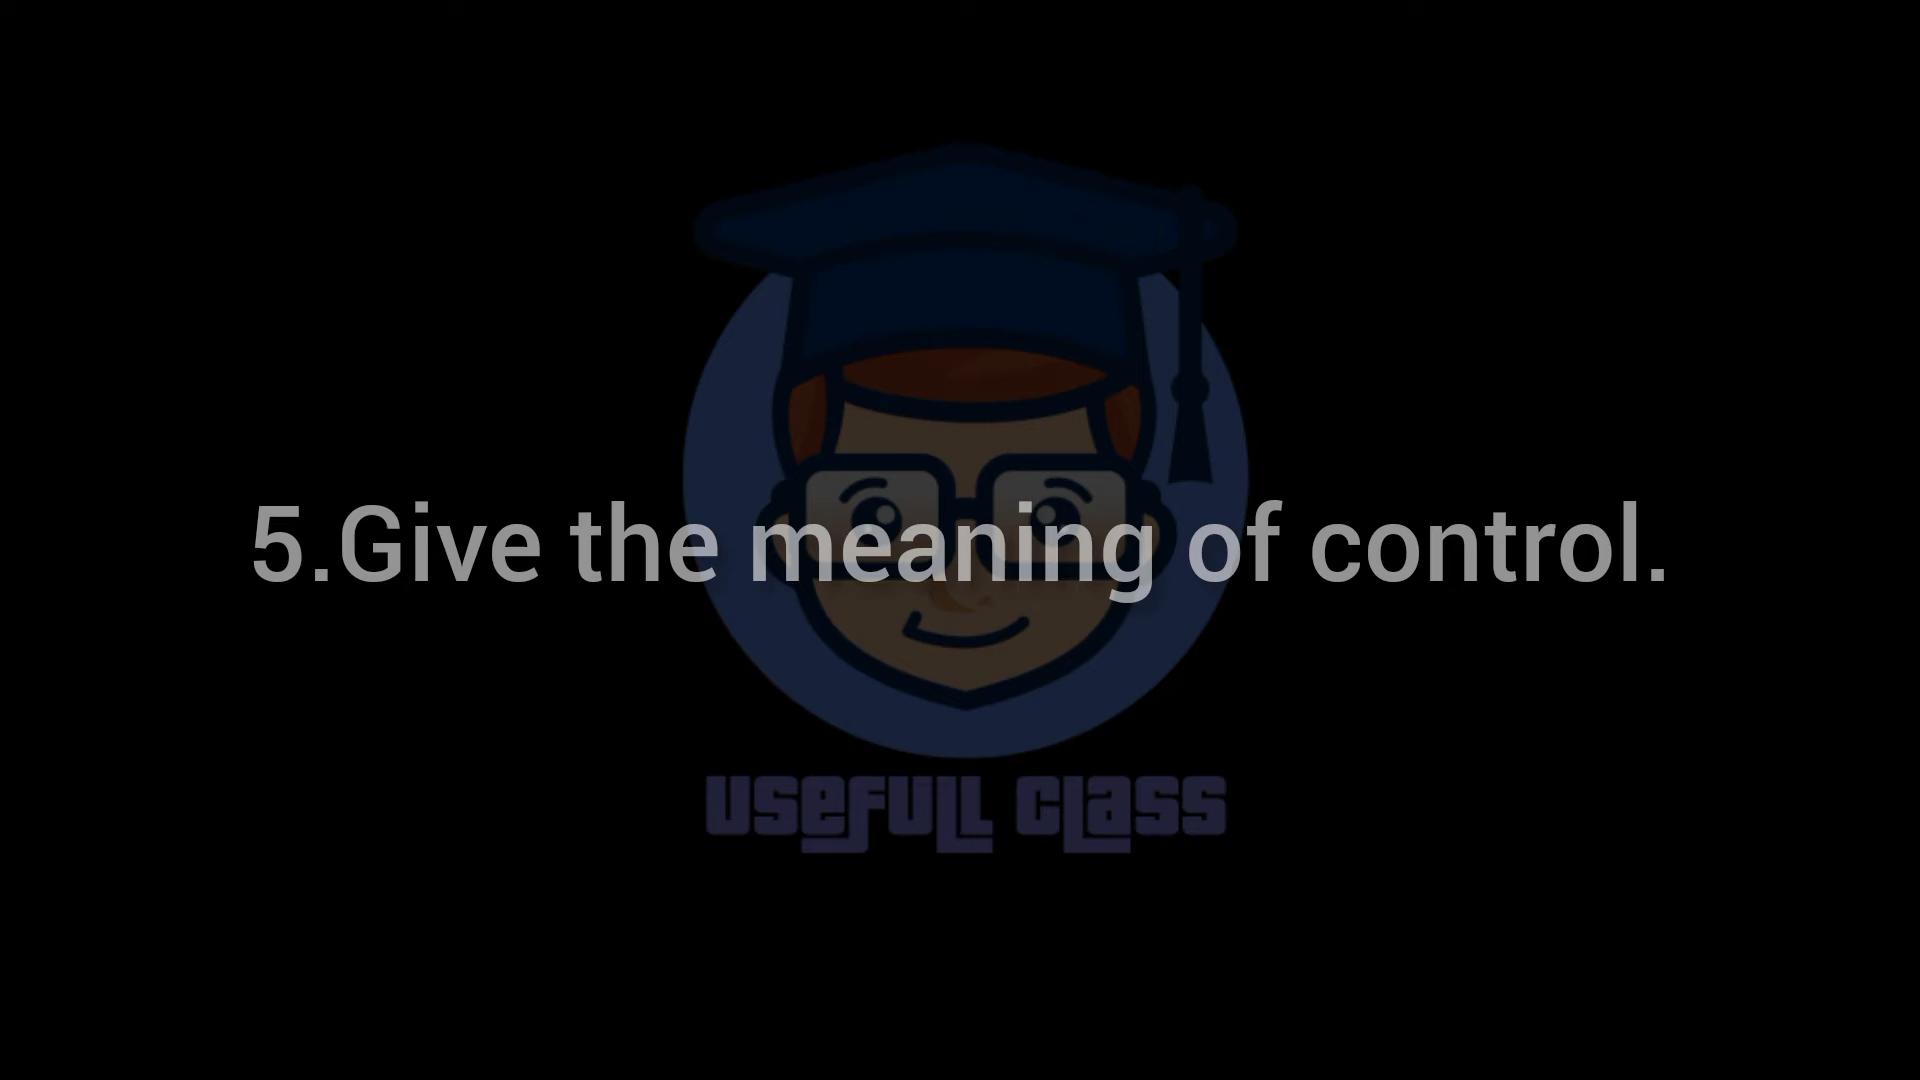 5.Give the meaning of control.
USEFULL CLASS